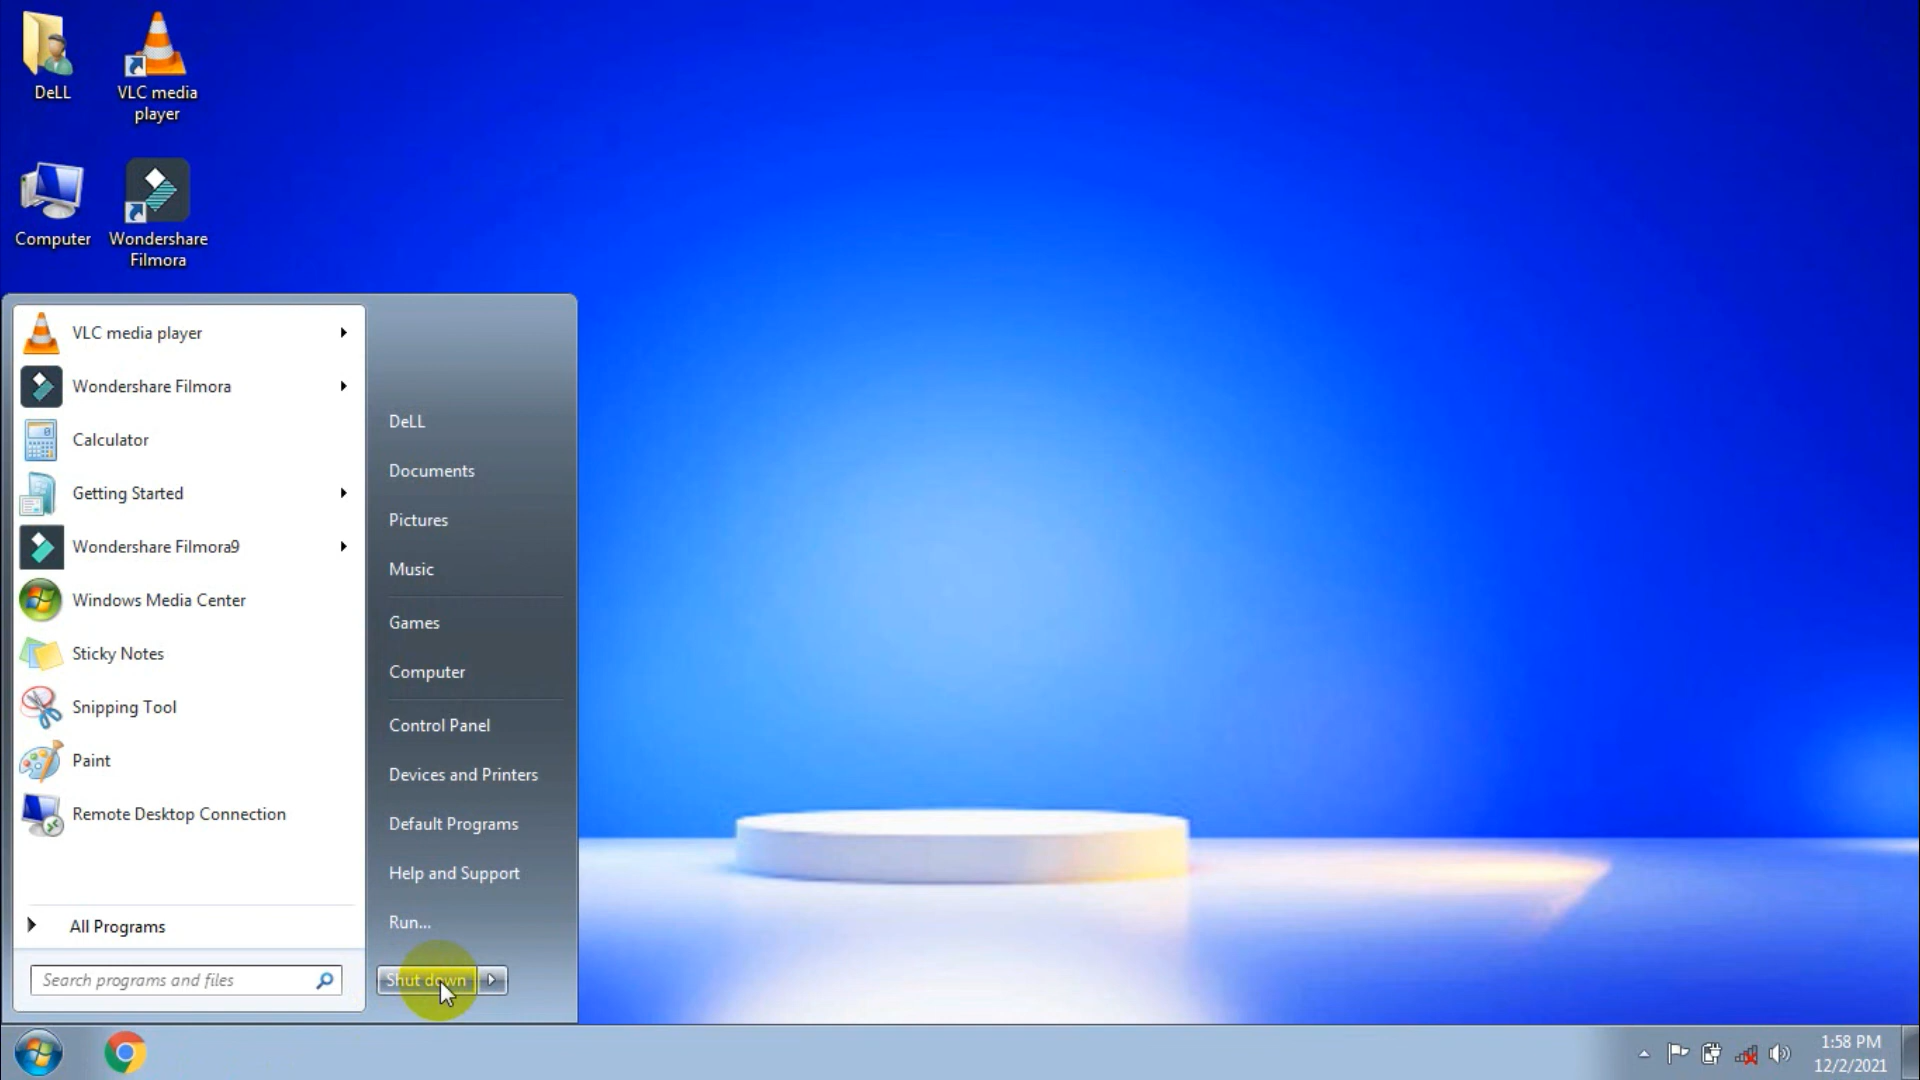 DeLL
VLC media
player
Computer
Wondershare
Filmora
VLC media player
Wondershare Filmora
Calculator
Getting Started
Wondershare Filmora9
Windows Media Center
Sticky Notes
Snipping Tool
Paint
Remote Desktop Connection
All Programs
Search programs and files
DeLL
Documents
Pictures
Music
Games
Computer
Control Panel
Devices and Printers
Default Programs
Help and Support
Run...
Shut down
1:58 PM
12/2/2021